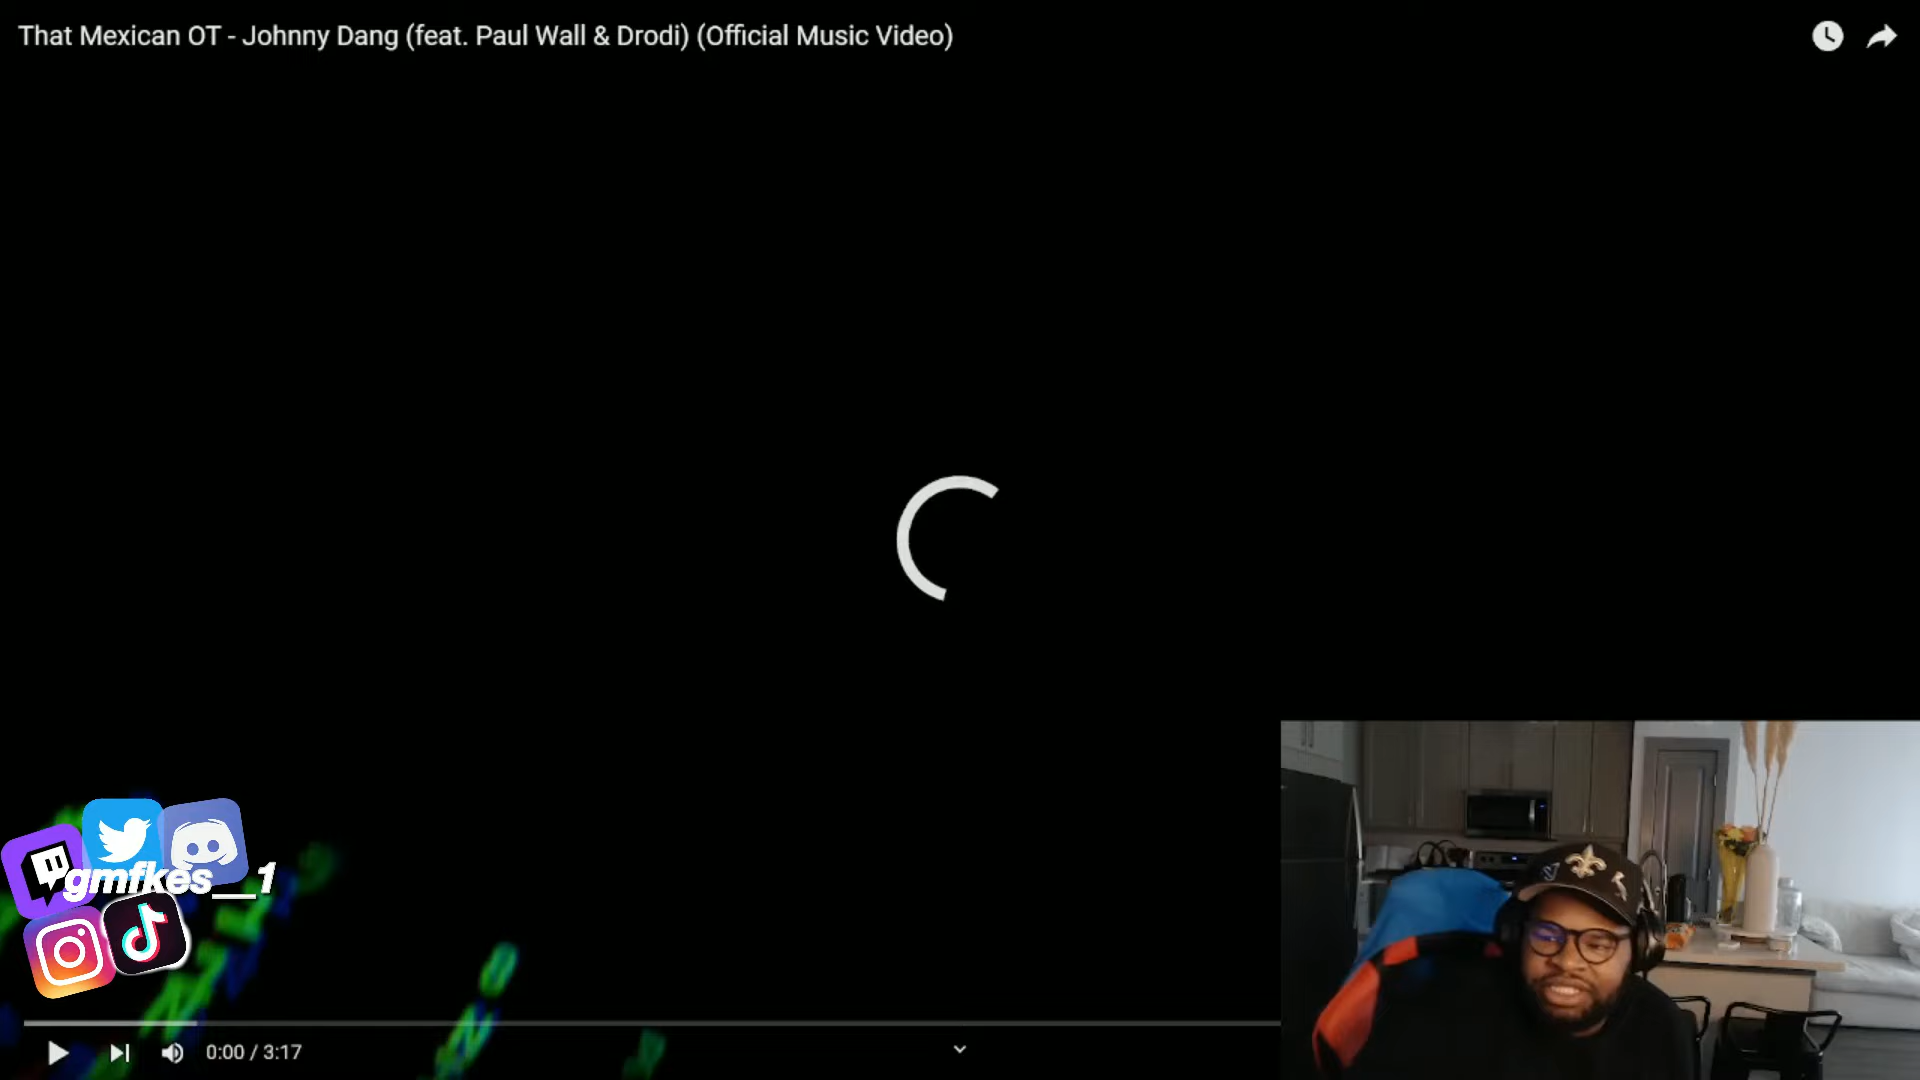 That Mexican OT - Johnny Dang (feat. Paul Wall & Drodi) (Official Music Video)
gmfkes__1
0:00 / 3:17